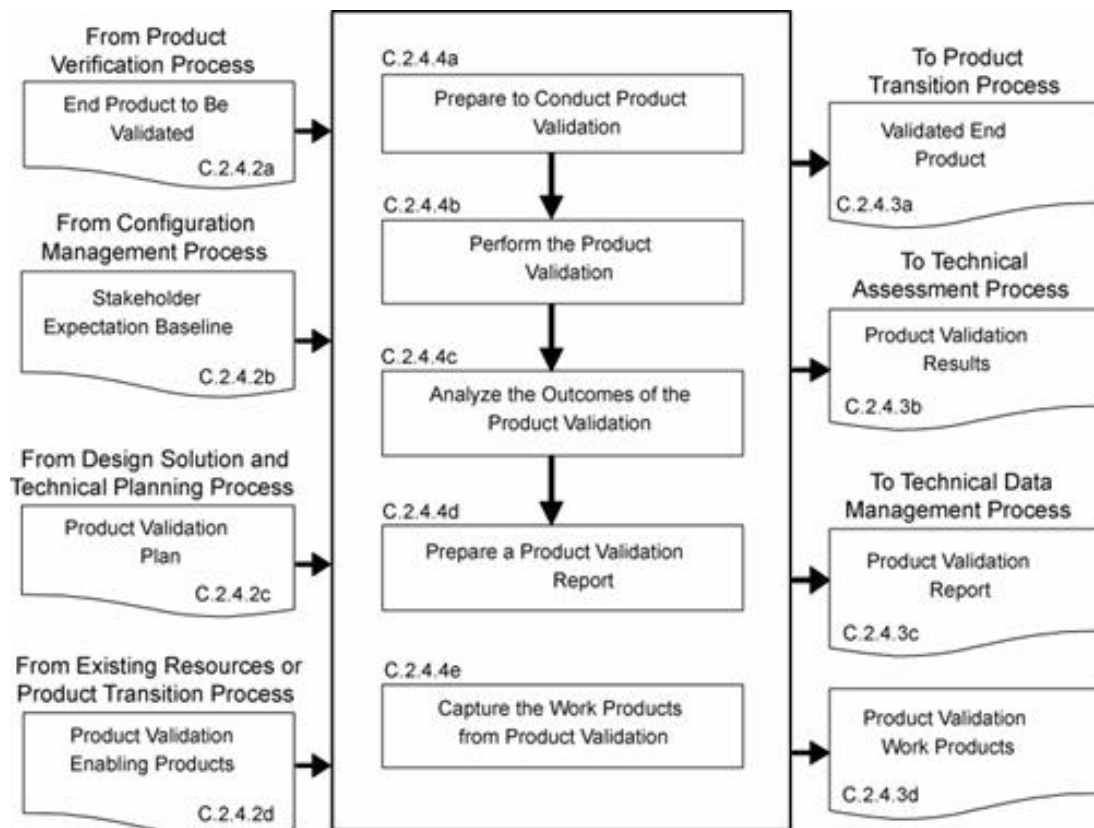 From Product
Verification Process
End Product to Be
Validated
C.2.4.2a
From Configuration
Management Process
Stakeholder
Expectation Baseline
C.2.4.2b
From Design Solution and
Technical Planning Process
Product Validation
Plan
C.2.4.2c
From Existing Resources or
Product Transition Process
Product Validation
Enabling Products
C.2.4.2d
C.2.4.4a
Prepare to Conduct Product
Validation
C.2.4.4b
Perform the Product
Validation
C.2.4.4c
Analyze the Outcomes of the
Product Validation
C.2.4.4d
Prepare a Product Validation
Report
C.2.4.4e
Capture the Work Products
from Product Validation
To Product
Transition Process
Validated End
Product
C.2.4.3a
To Technical
Assessment Process
Product Validation
Results
C.2.4.3b
To Technical Data
Management Process
Product Validation
Report
C.2.4.3c
Product Validation
Work Products
C.2.4.3d